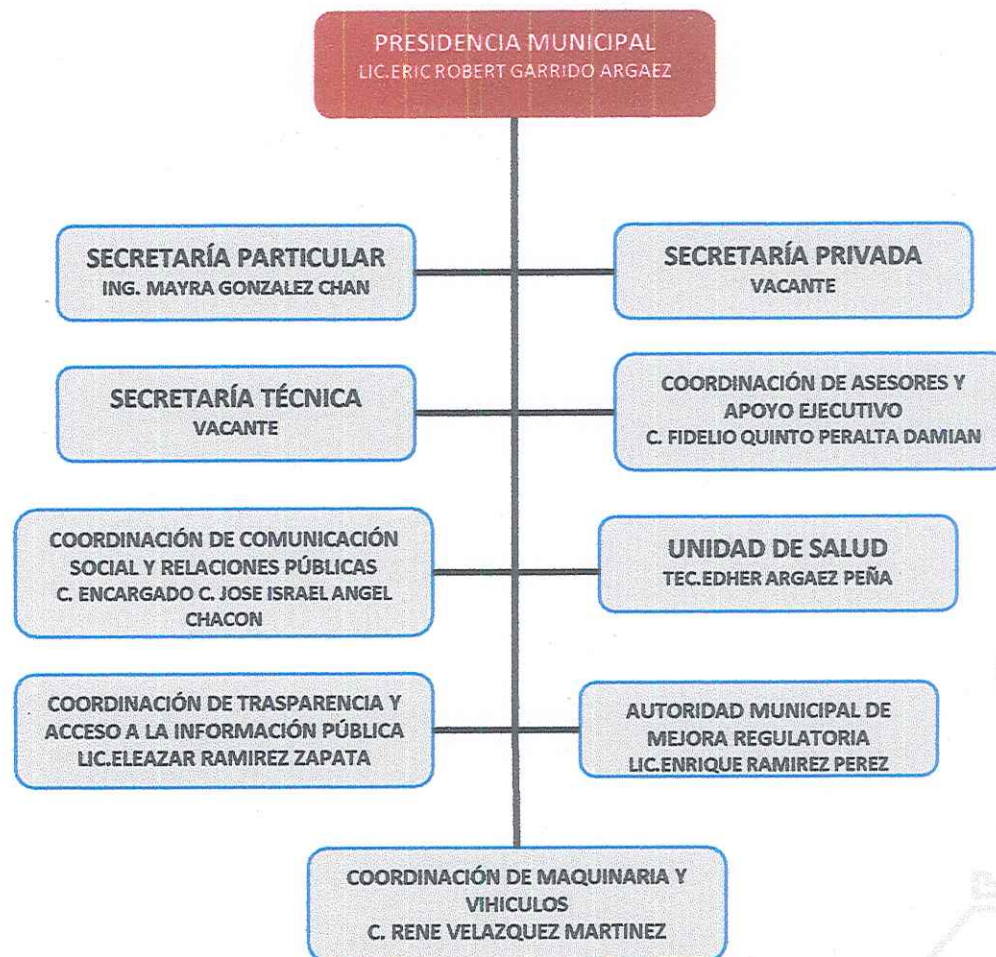 PRESIDENCIA MUNICIPAL
LIC.ERIC ROBERT GARRIDO ARGAEZ
SECRETARÍA PARTICULAR
ING. MAYRA GONZALEZ CHAN
SECRETARÍA PRIVADA
VACANTE
SECRETARÍA TÉCNICA
VACANTE
COORDINACIÓN DE ASESORES Y
APOYO EJECUTIVO
C. FIDELIO QUINTO PERALTA DAMIAN
COORDINACIÓN DE COMUNICACIÓN
SOCIAL Y RELACIONES PÚBLICAS
C. ENCARGADO C. JOSE ISRAEL ANGEL
CHACON
UNIDAD DE SALUD
TEC.EDHER ARGAEZ PEÑA
COORDINACIÓN DE TRASPARENCIA Y
ACCESO A LA INFORMACIÓN PÚBLICA
LIC.ELEAZAR RAMIREZ ZAPATA
AUTORIDAD MUNICIPAL DE
MEJORA REGULATORIA
LIC.ENRIQUE RAMIREZ PEREZ
COORDINACIÓN DE MAQUINARIA Y
VIHICULOS
C. RENE VELAZQUEZ MARTINEZ